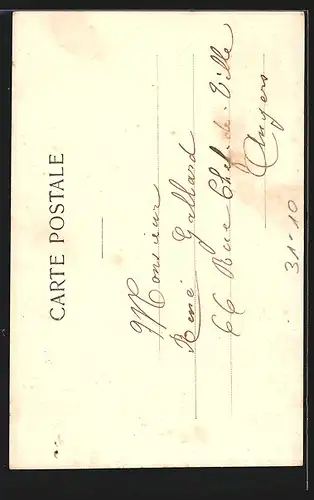 CARTE POSTALE
Monsieur
René Gallard
66 Rue Chef de Ville
Angers
31-10